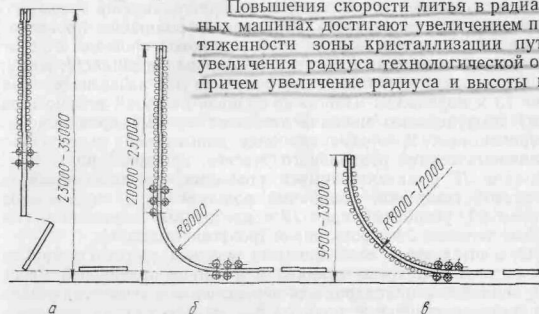 Повышения скорости литья в радиа
ных машинах достигают увеличением п
тяженности зоны кристаллизации пут
увеличения радиуса технологической о
причем увеличение радиуса и высоты
25000-35000
20000-25000
R6000
9500-13000
R8000-12000
а
б
в